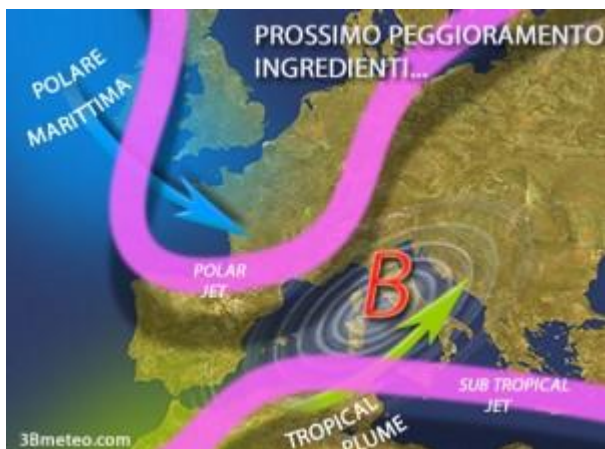 PROSSIMO PEGGIORAMENTO
INGREDIENTI...
POLARE
MARITTIMA
POLAR
JET
B
SUB TROPICAL
JET
TROPICAL
PLUME
3Bmeteo.com